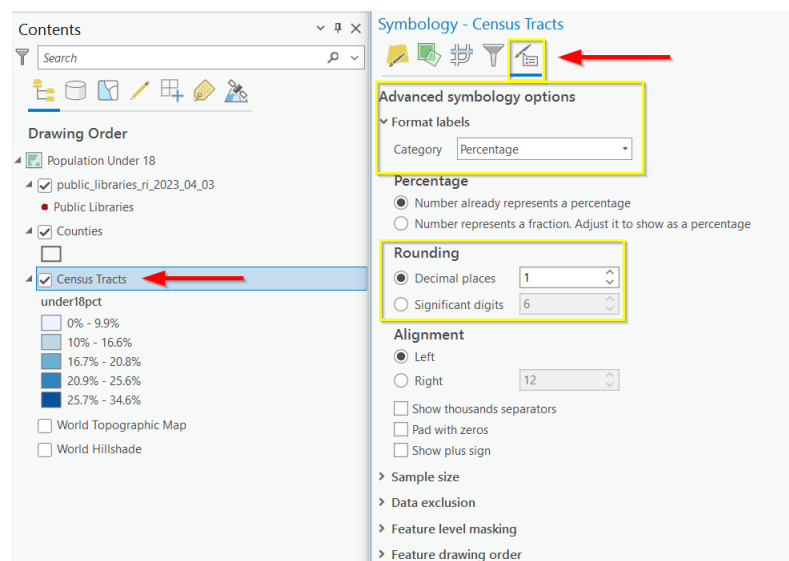 Contents
Search
Drawing Order
Population Under 18
public_libraries_ri_2023_04_03
Public Libraries
Counties
Census Tracts
under18pct
0% - 9.9%
10% - 16.6%
16.7% - 20.8%
20.9% - 25.6%
25.7% - 34.6%
World Topographic Map
World Hillshade
Symbology - Census Tracts
Advanced symbology options
Format labels
Category Percentage
Percentage
Number already represents a percentage
Number represents a fraction. Adjust it to show as a percentage
Rounding
Decimal places 1
Significant digits 6
Alignment
Left
Right 12
Show thousands separators
Pad with zeros
Show plus sign
Sample size
Data exclusion
Feature level masking
Feature drawing order